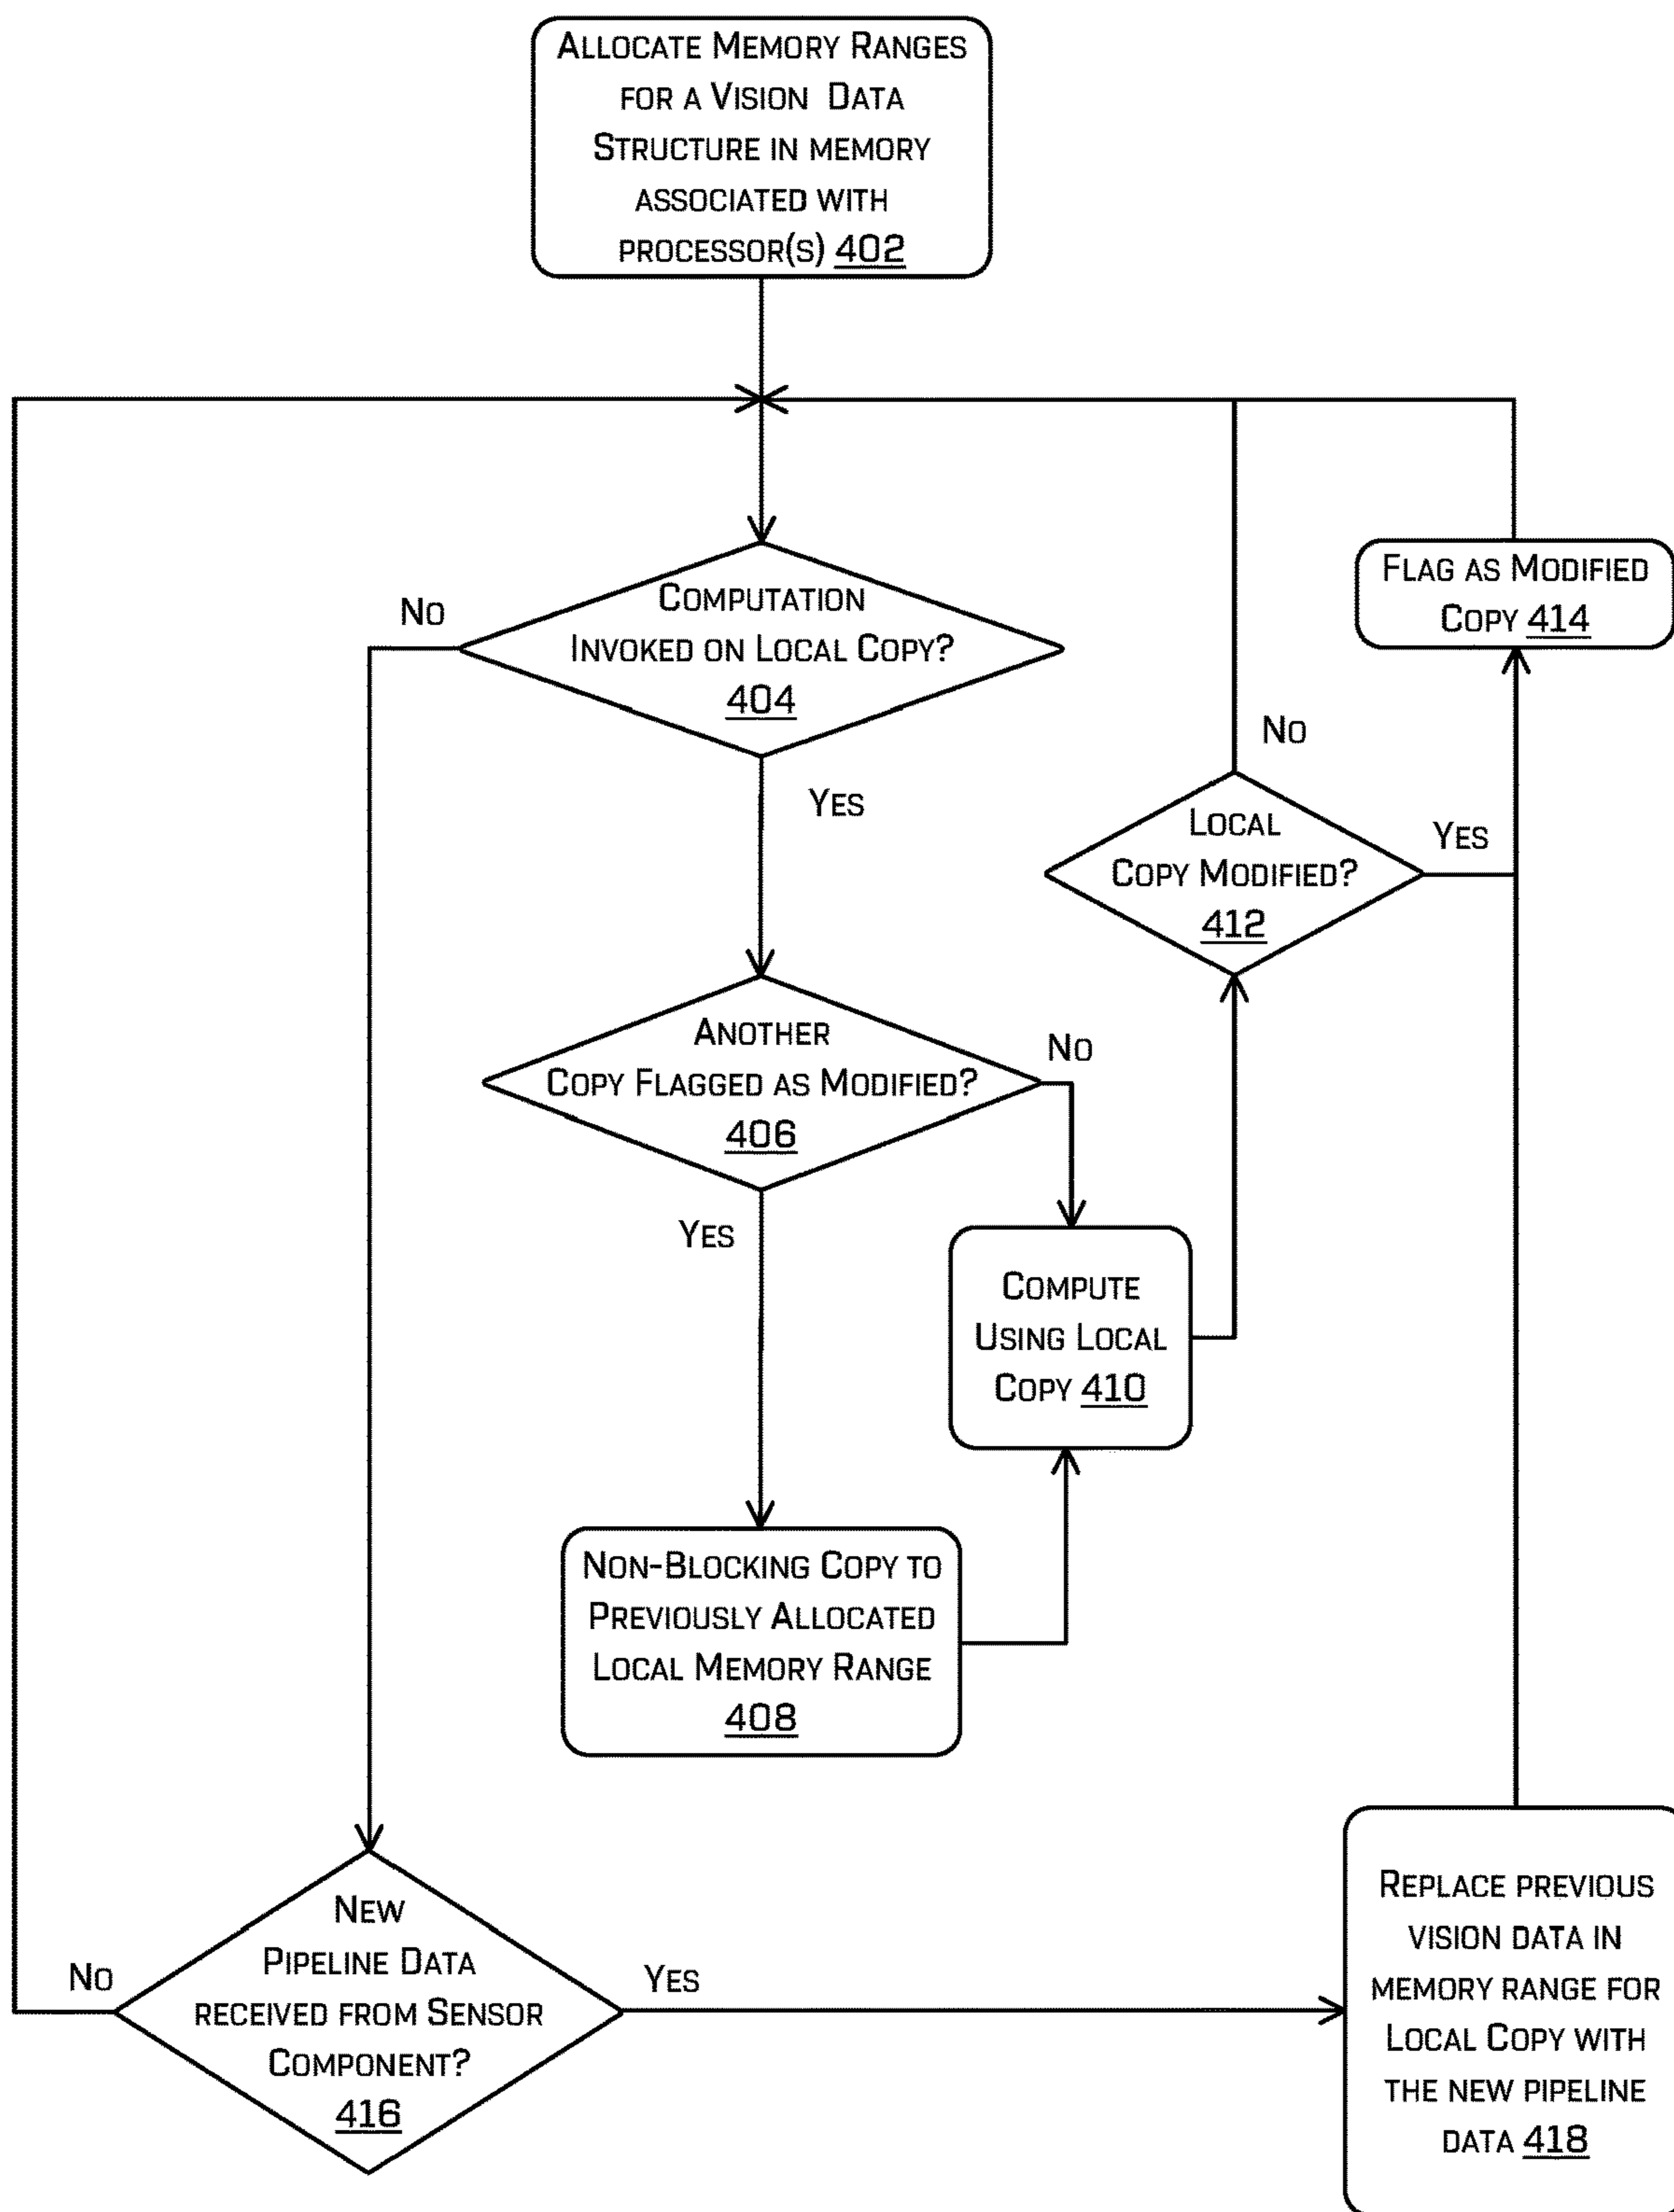 ALLOCATE MEMORY RANGES
FOR A VISION DATA
STRUCTURE IN MEMORY
ASSOCIATED WITH
PROCESSOR(S) 402
COMPUTATION
INVOKED ON LOCAL COPY?
404
NO
YES
FLAG AS MODIFIED
COPY 414
NO
LOCAL
COPY MODIFIED?
412
YES
ANOTHER
COPY FLAGGED AS MODIFIED?
406
NO
YES
COMPUTE
USING LOCAL
COPY 410
NON-BLOCKING COPY TO
PREVIOUSLY ALLOCATED
LOCAL MEMORY RANGE
408
NEW
PIPELINE DATA
RECEIVED FROM SENSOR
COMPONENT?
416
NO
YES
REPLACE PREVIOUS
VISION DATA IN
MEMORY RANGE FOR
LOCAL COPY WITH
THE NEW PIPELINE
DATA 418